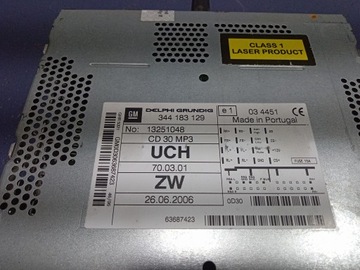 CLASS 1
LASER PRODUCT
GM
DELPHI GRUNDIG
344 183 129
e1
03 4451
CE
Made in Portugal
No:
13251048
CD 30 MP3
UCH
70.03.01
ZW
26.06.2006
0D30
63687423